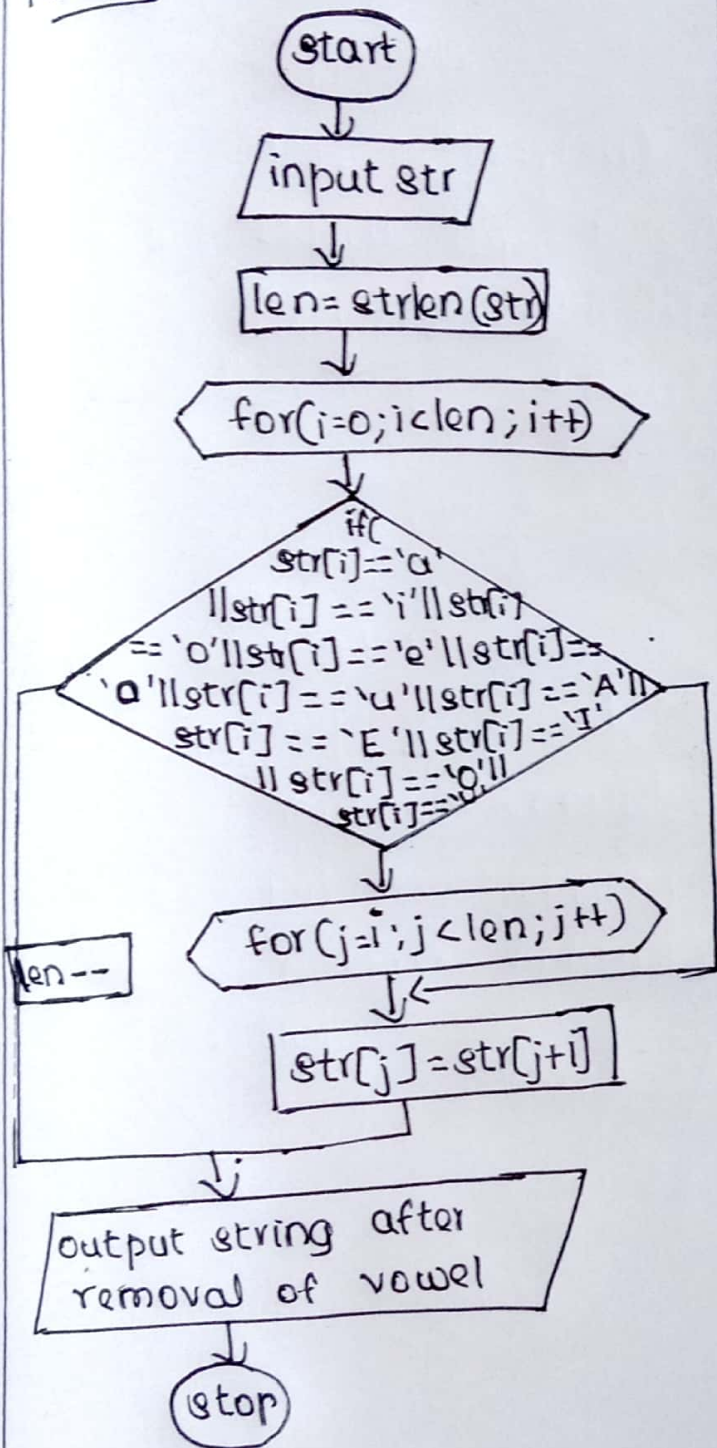 start
input str
len= strlen(str)
for(i=0;i<len;i++)
if(
str[i]=='a'
||str[i] =='i'||str[i]
=='o'||str[i]=='e'||str[i]==
'a'||str[i]=='u'||str[i]=='A'||
str[i]=='E'||str[i]=='I'
|| str[i]=='O'||
str[i]==
for(j=i;j<len;j++)
len--
str[j]=str[j+1]
output string after
removal of vowel
stop